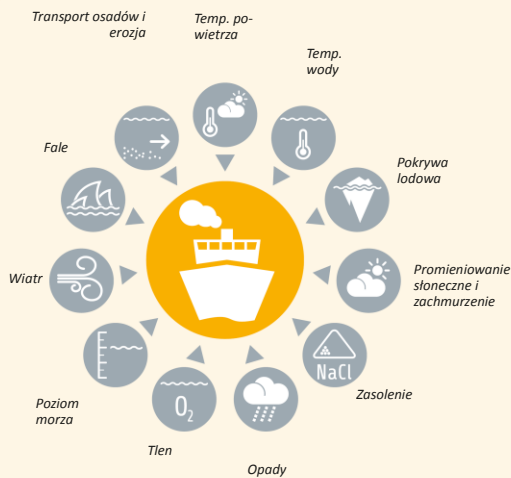 Transport osadów i
erozja
Temp. po-
wietrza
Temp.
wody
Fale
Pokrywa
lodowa
Wiatr
Promieniowanie
słoneczne i
zachmurzenie
NaCl
Zasolenie
Poziom
morza
O₂
Tlen
Opady